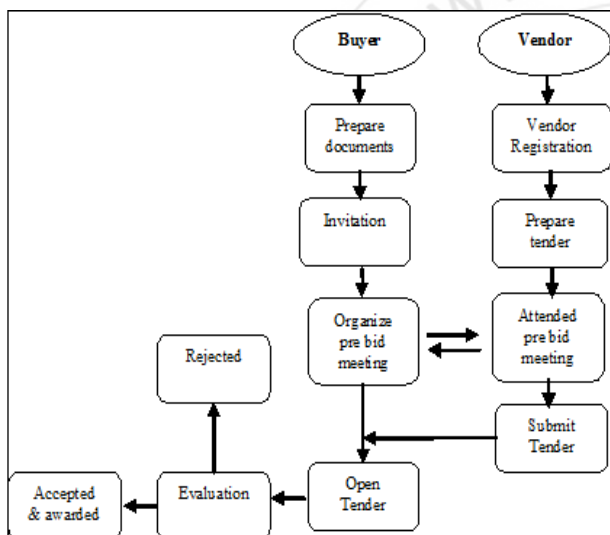 Buyer
Vendor
Prepare
documents
Vendor
Registration
Invitation
Prepare
tender
Organize
pre bid
meeting
Attended
pre bid
meeting
Rejected
Submit
Tender
Open
Tender
Evaluation
Accepted
& awarded